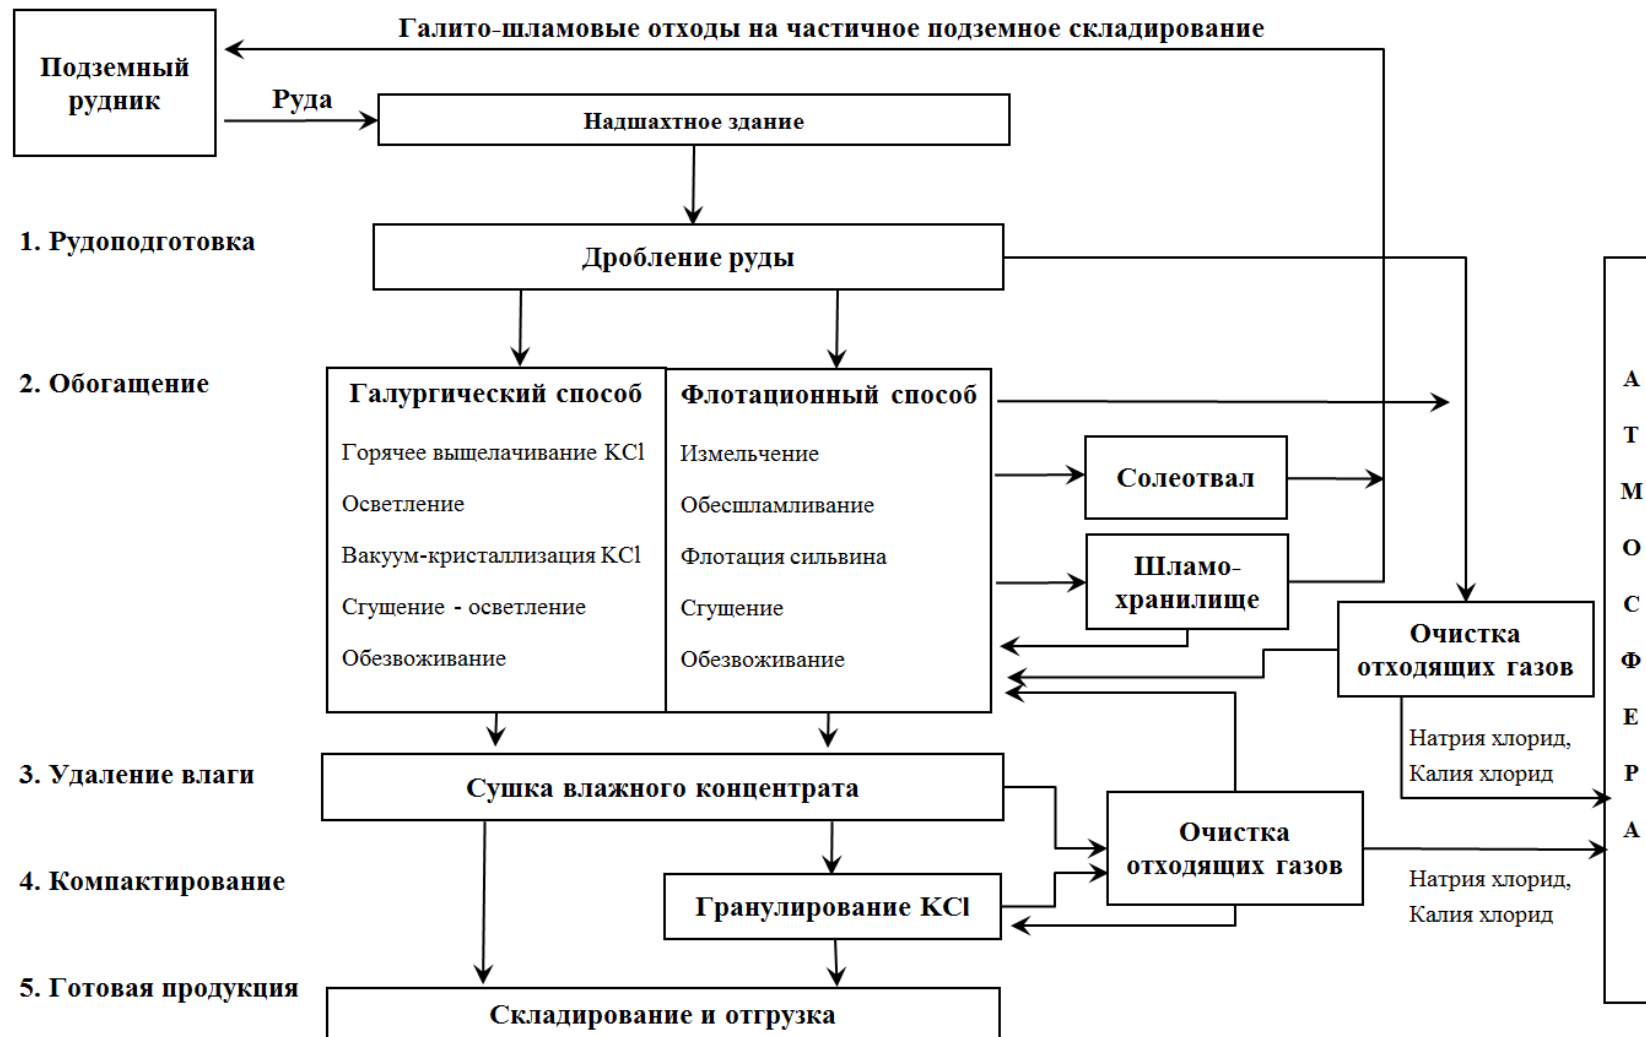 Галито-шламовые отходы на частичное подземное складирование
Подземный
рудник
Руда
Надшахтное здание
1. Рудоподготовка
Дробление руды
2. Обогащение
Галургический способ
Горячее выщелачивание KCl
Осветление
Вакуум-кристаллизация KCl
Сгущение - осветление
Обезвоживание
Флотационный способ
Измельчение
Обесшламливание
Флотация сильвина
Сгущение
Обезвоживание
Солеотвал
Шламо-
хранилище
Очистка
отходящих газов
Натрия хлорид,
Калия хлорид
3. Удаление влаги
Сушка влажного концентрата
Очистка
отходящих газов
Натрия хлорид,
Калия хлорид
4. Компактирование
Гранулирование KCl
5. Готовая продукция
Складирование и отгрузка
А
Т
М
О
С
Ф
Е
Р
А